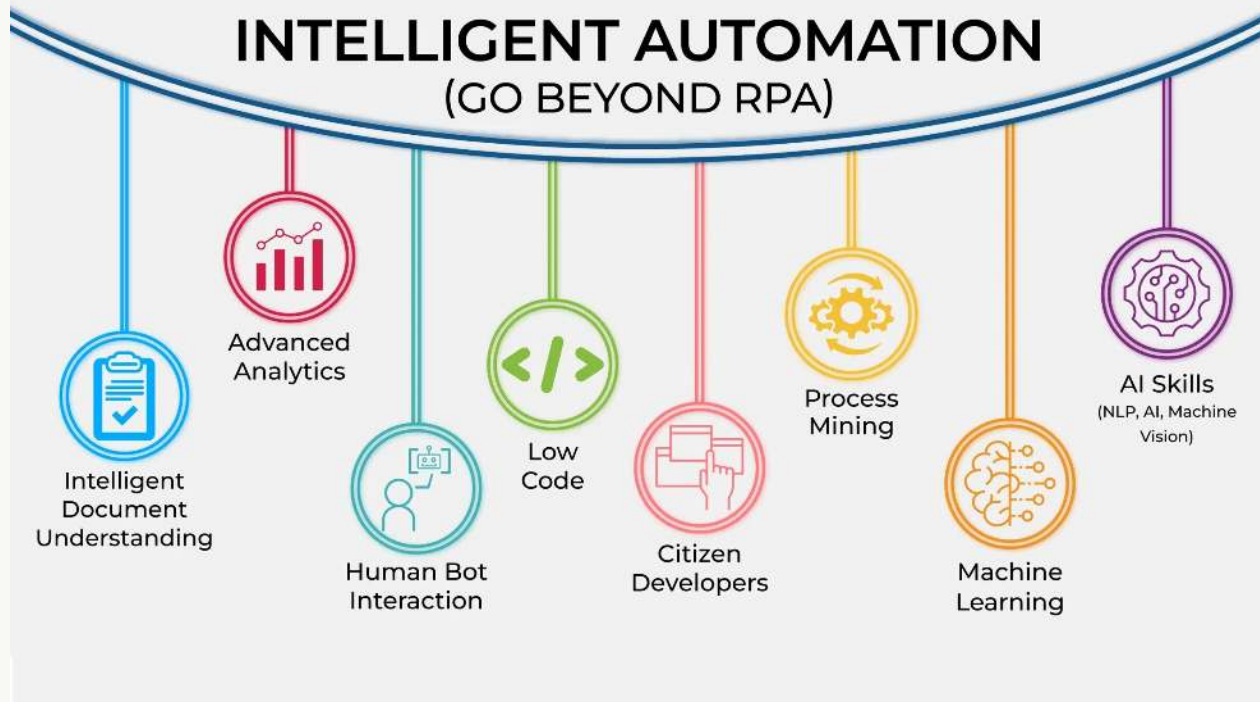 INTELLIGENT AUTOMATION
(GO BEYOND RPA)
Intelligent
Document
Understanding
Advanced
Analytics
Human Bot
Interaction
</>
Low
Code
Citizen
Developers
Process
Mining
Machine
Learning
AI Skills
(NLP, AI, Machine
Vision)